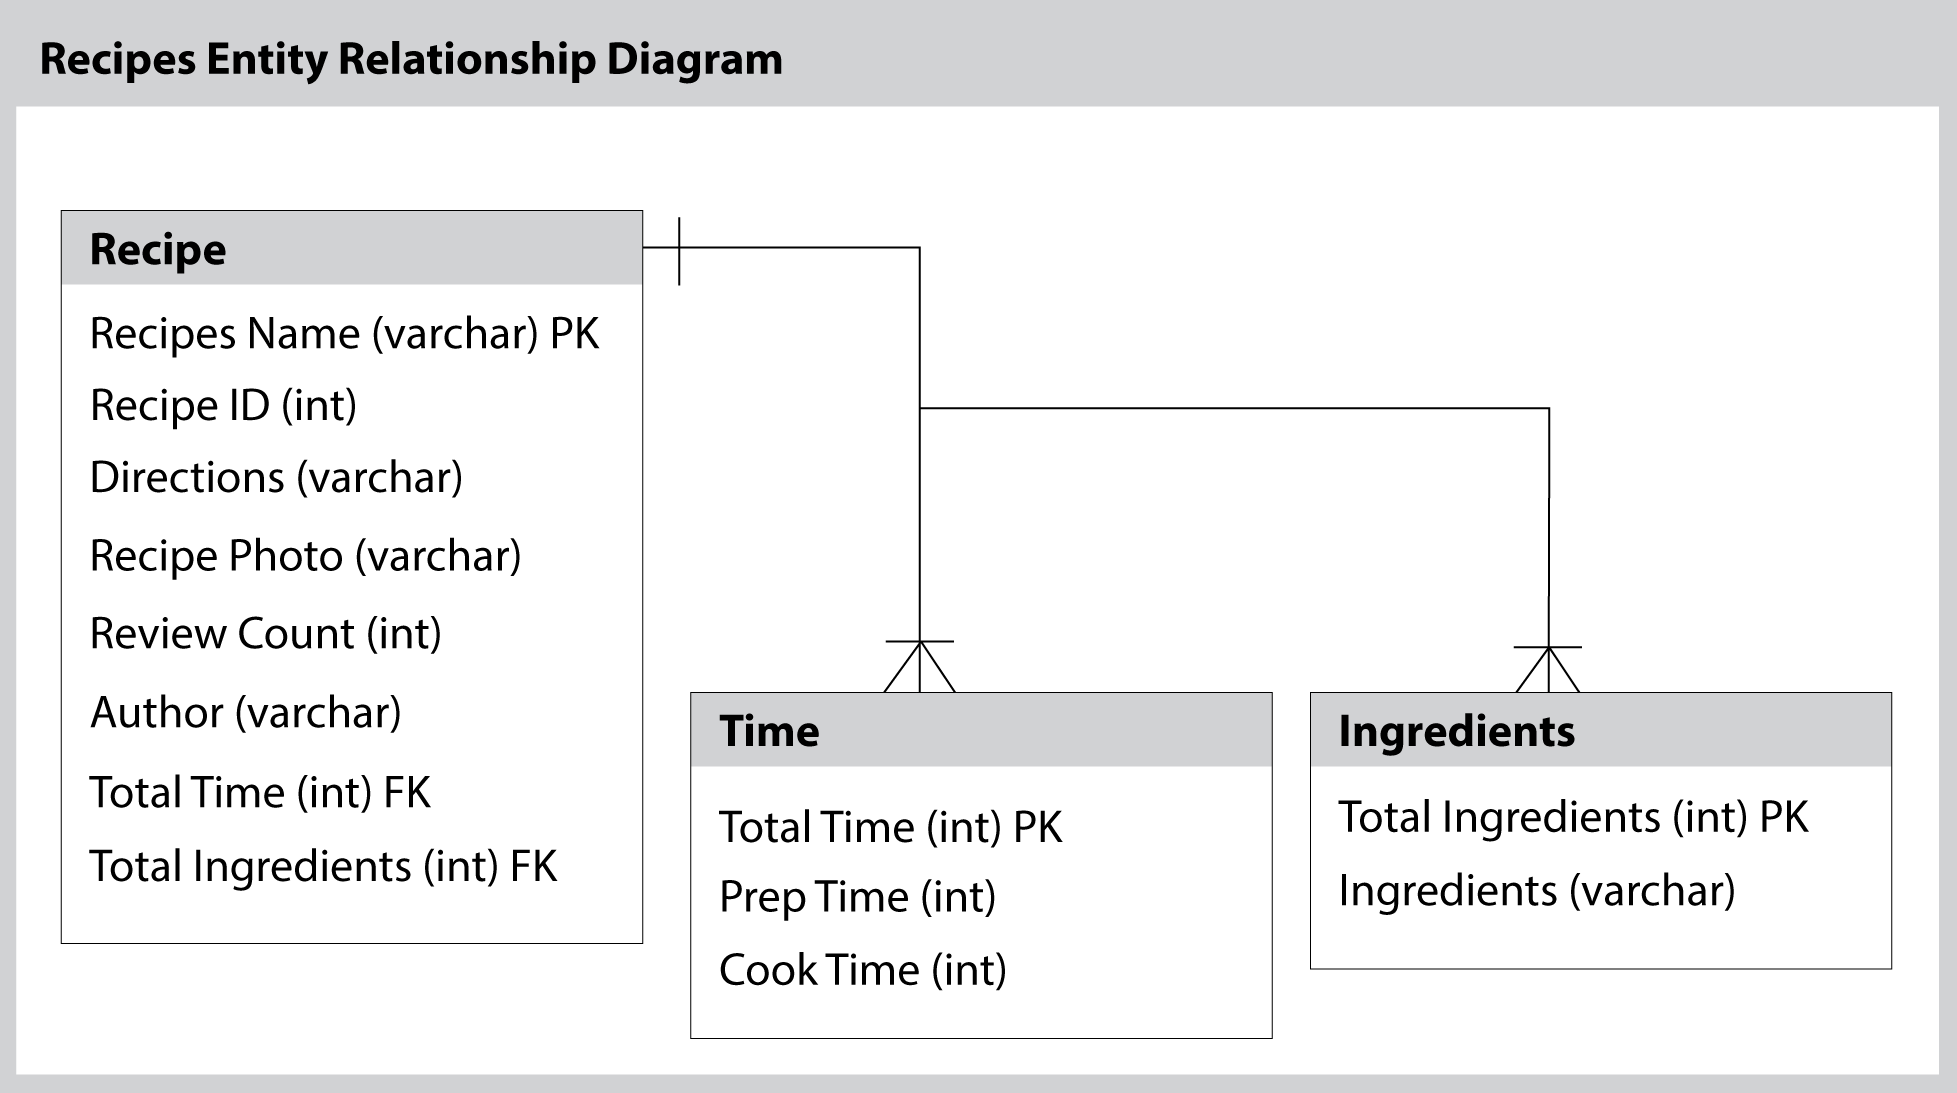 Recipes Entity Relationship Diagram
Recipe
Recipes Name (varchar) PK
Recipe ID (int)
Directions (varchar)
Recipe Photo (varchar)
Review Count (int)
Author (varchar)
Total Time (int) FK
Total Ingredients (int) FK
Time
Total Time (int) PK
Prep Time (int)
Cook Time (int)
Ingredients
Total Ingredients (int) PK
Ingredients (varchar)